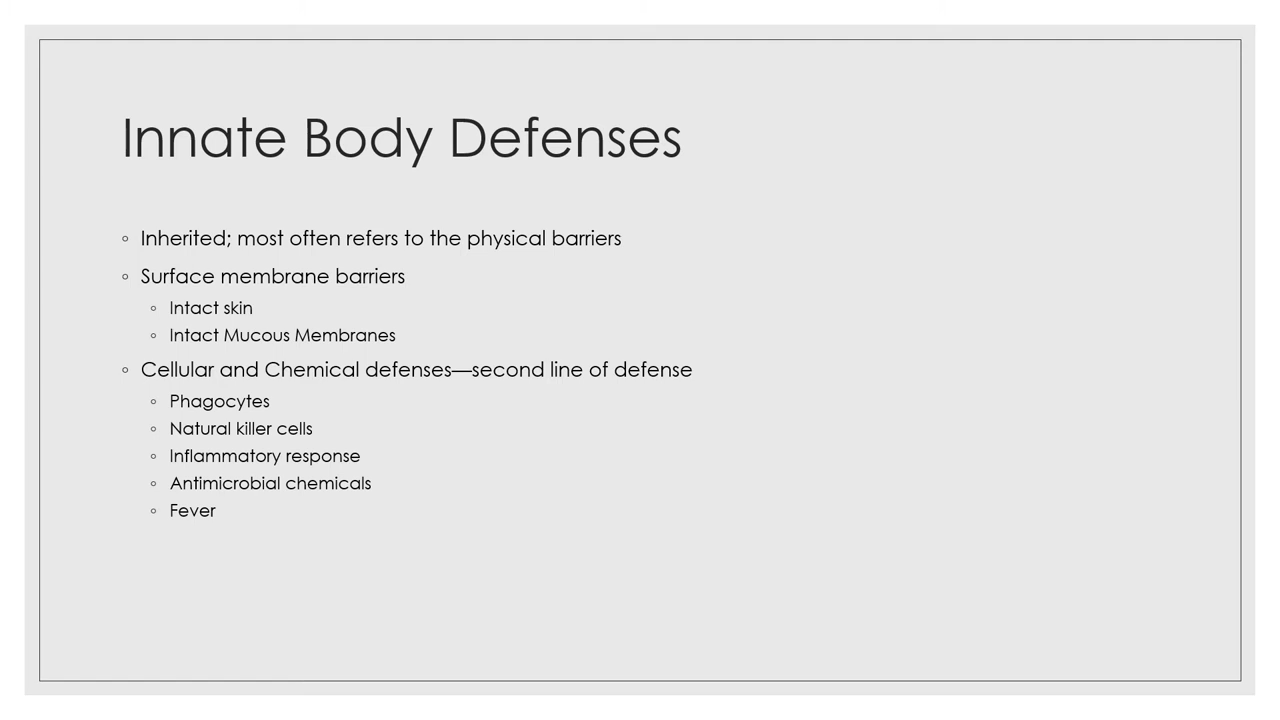 Innate Body Defenses
◦ Inherited; most often refers to the physical barriers
◦ Surface membrane barriers
◦ Intact skin
◦ Intact Mucous Membranes
◦ Cellular and Chemical defenses—second line of defense
◦ Phagocytes
◦ Natural killer cells
◦ Inflammatory response
◦ Antimicrobial chemicals
◦ Fever